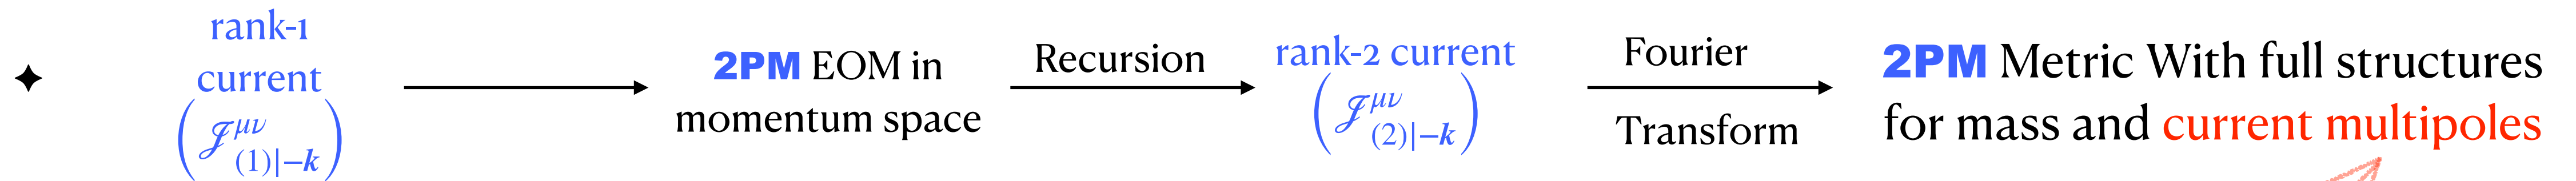 ✦
rank-1
current
(𝒥^{μν}_{(1)|−k})
2PM EOM in
momentum space
Recursion
rank-2 current
(𝒥^{μν}_{(2)|−k})
Fourier
Transform
2PM Metric With full structures
for mass and current multipoles